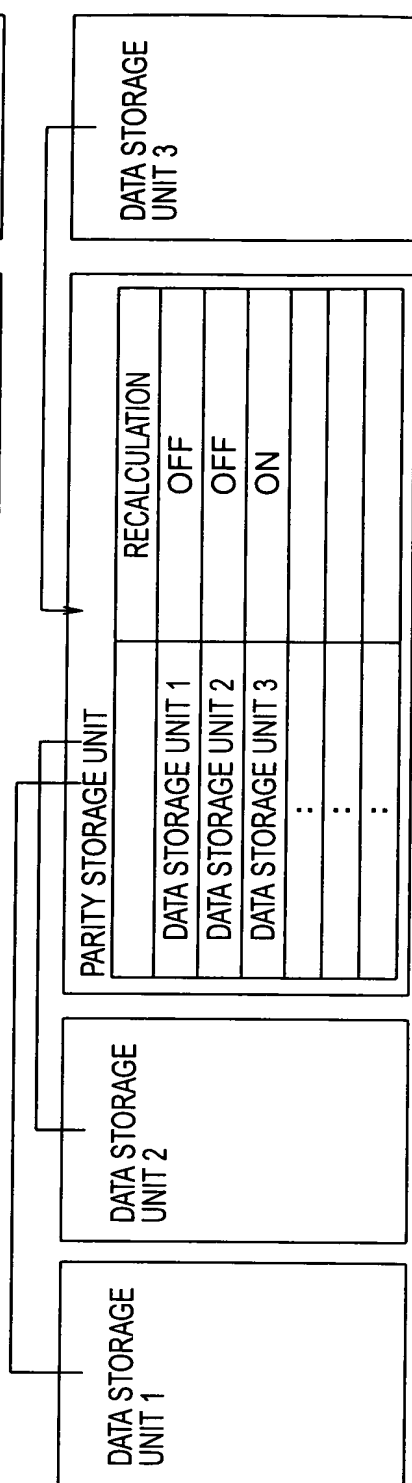 DATA STORAGE
UNIT 1
DATA STORAGE
UNIT 2
PARITY STORAGE UNIT
RECALCULATION
DATA STORAGE UNIT 1 OFF
DATA STORAGE UNIT 2 OFF
DATA STORAGE UNIT 3 ON
:
:
:
DATA STORAGE
UNIT 3